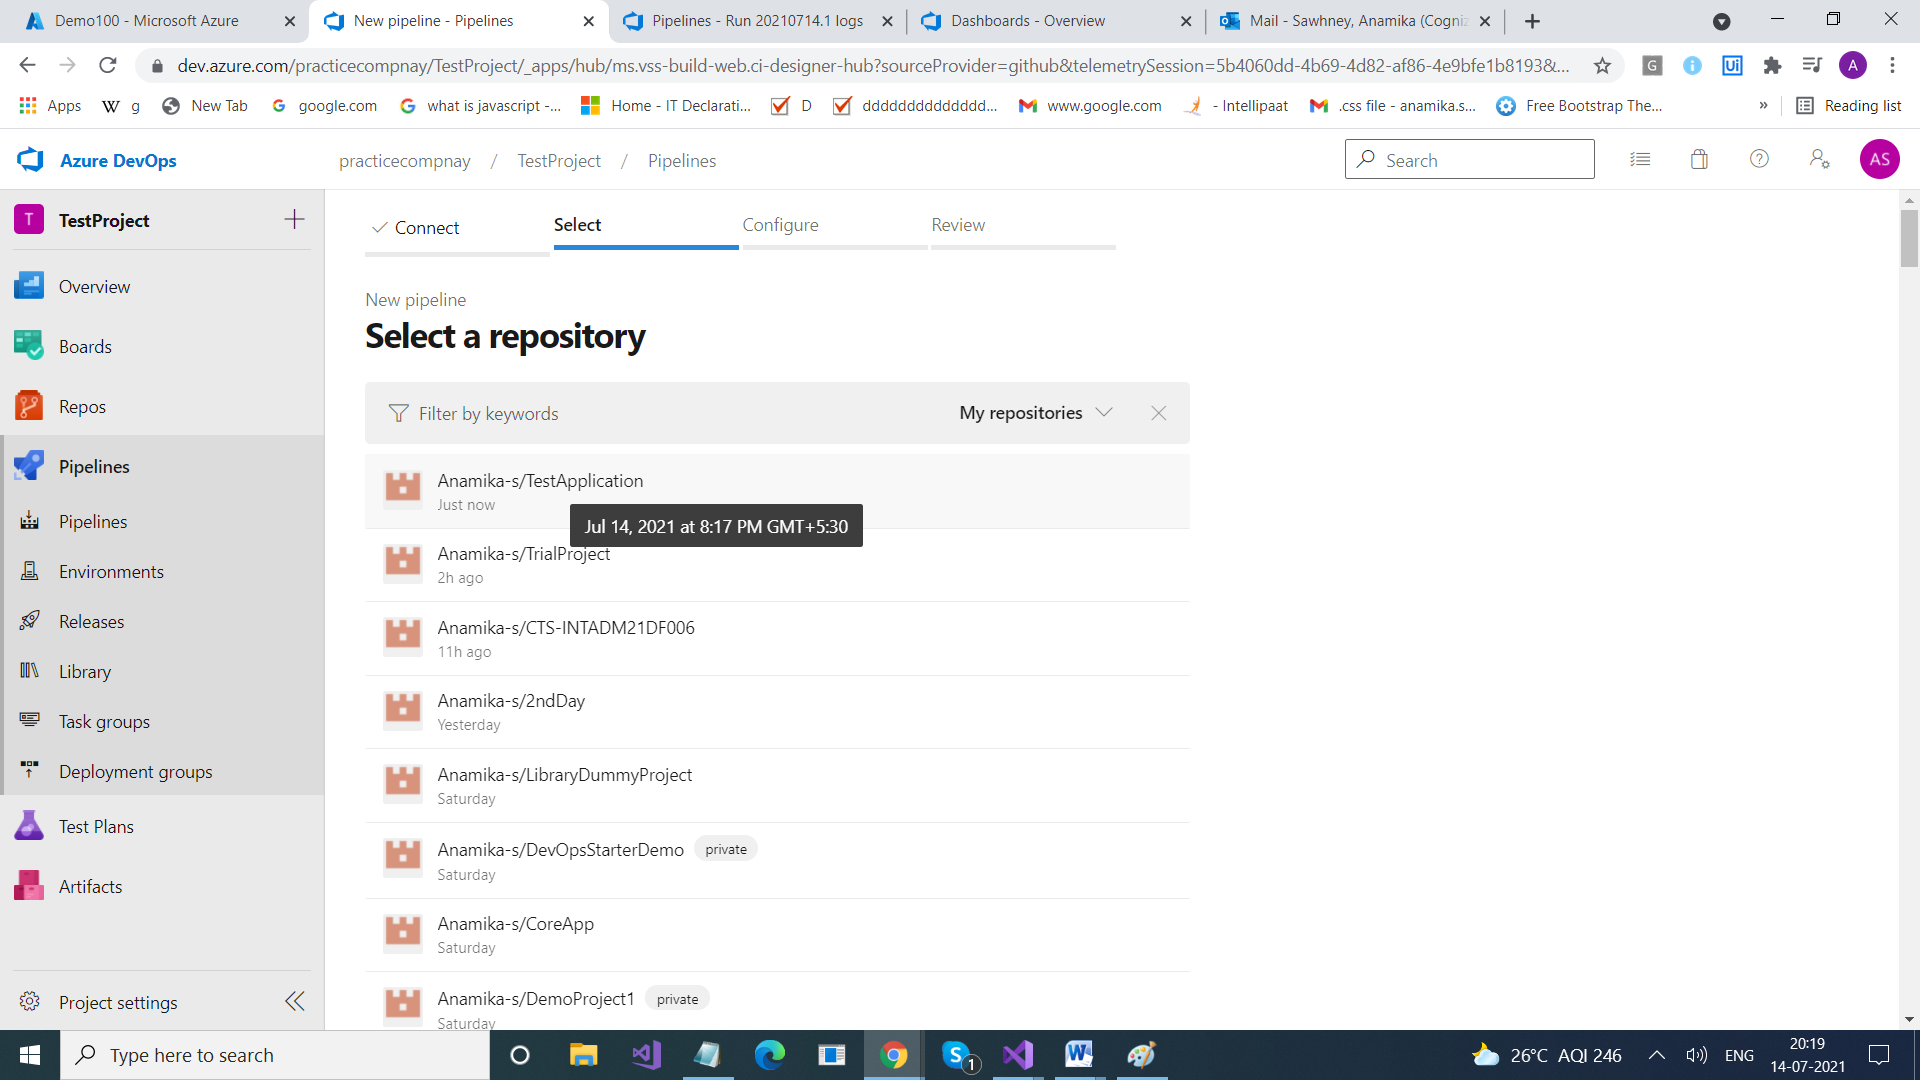 Demo100 - Microsoft Azure
New pipeline - Pipelines
Pipelines - Run 20210714.1 logs
Dashboards - Overview
Mail - Sawhney, Anamika (Cogniz
dev.azure.com/practicecompnay/TestProject/_apps/hub/ms.vss-build-web.ci-designer-hub?sourceProvider=github&telemetrySession=5b4060dd-4b69-4d82-af86-4e9bfe1b8193&...
G
Ui
A
Apps
W g
New Tab
google.com
what is javascript -...
Home - IT Declarati...
D
dddddddddddddd...
www.google.com
- Intellipaat
.css file - anamika.s...
Free Bootstrap The...
»
Reading list
Azure DevOps
practicecompnay / TestProject / Pipelines
Search
AS
T TestProject
Overview
Boards
Repos
Pipelines
Pipelines
Environments
Releases
Library
Task groups
Deployment groups
Test Plans
Artifacts
Project settings
Connect
Select
Configure
Review
New pipeline
Select a repository
Filter by keywords
My repositories
Anamika-s/TestApplication
Just now
Jul 14, 2021 at 8:17 PM GMT+5:30
Anamika-s/TrialProject
2h ago
Anamika-s/CTS-INTADM21DF006
11h ago
Anamika-s/2ndDay
Yesterday
Anamika-s/LibraryDummyProject
Saturday
Anamika-s/DevOpsStarterDemo private
Saturday
Anamika-s/CoreApp
Saturday
Anamika-s/DemoProject1 private
Saturday
Type here to search
1
26°C AQI 246
ENG
20:19
14-07-2021